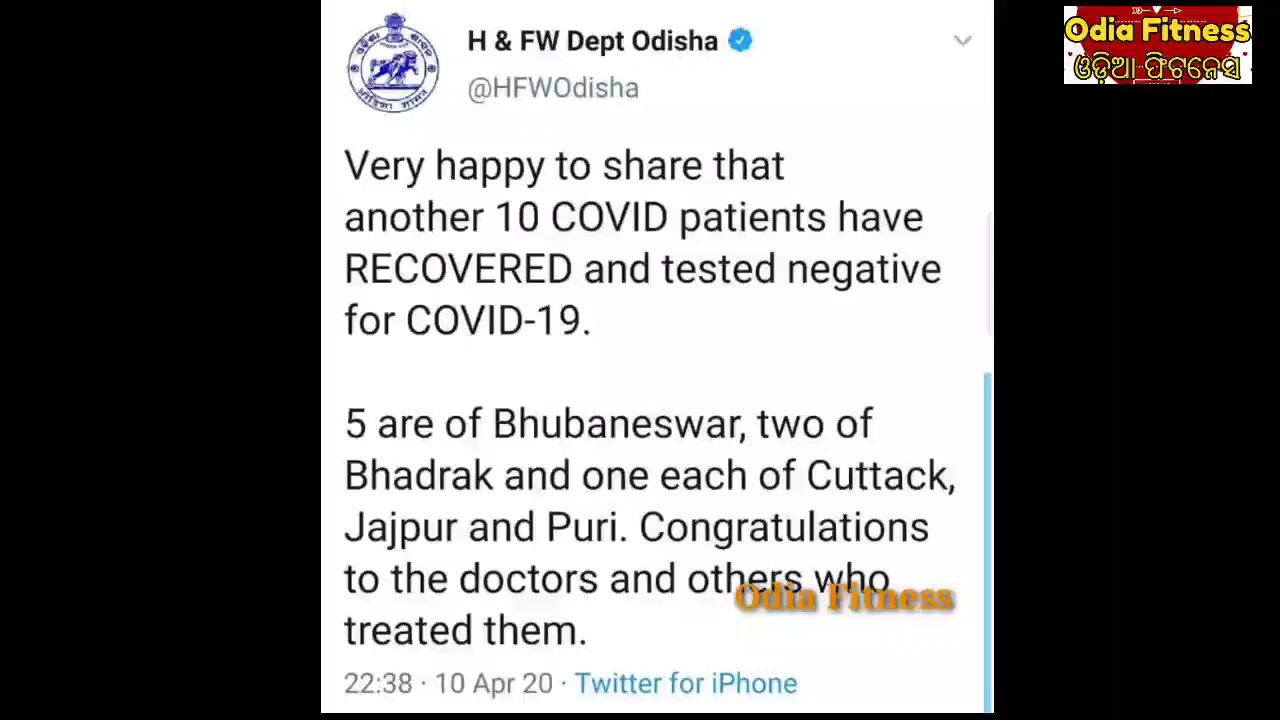 H & FW Dept Odisha
@HFWOdisha
Very happy to share that
another 10 COVID patients have
RECOVERED and tested negative
for COVID-19.
5 are of Bhubaneswar, two of
Bhadrak and one each of Cuttack,
Jajpur and Puri. Congratulations
to the doctors and others who
treated them.
22:38 · 10 Apr 20 · Twitter for iPhone
Odia Fitness
ଓଡ଼ିଆ ଫିଟନେସ
Odia Fitness